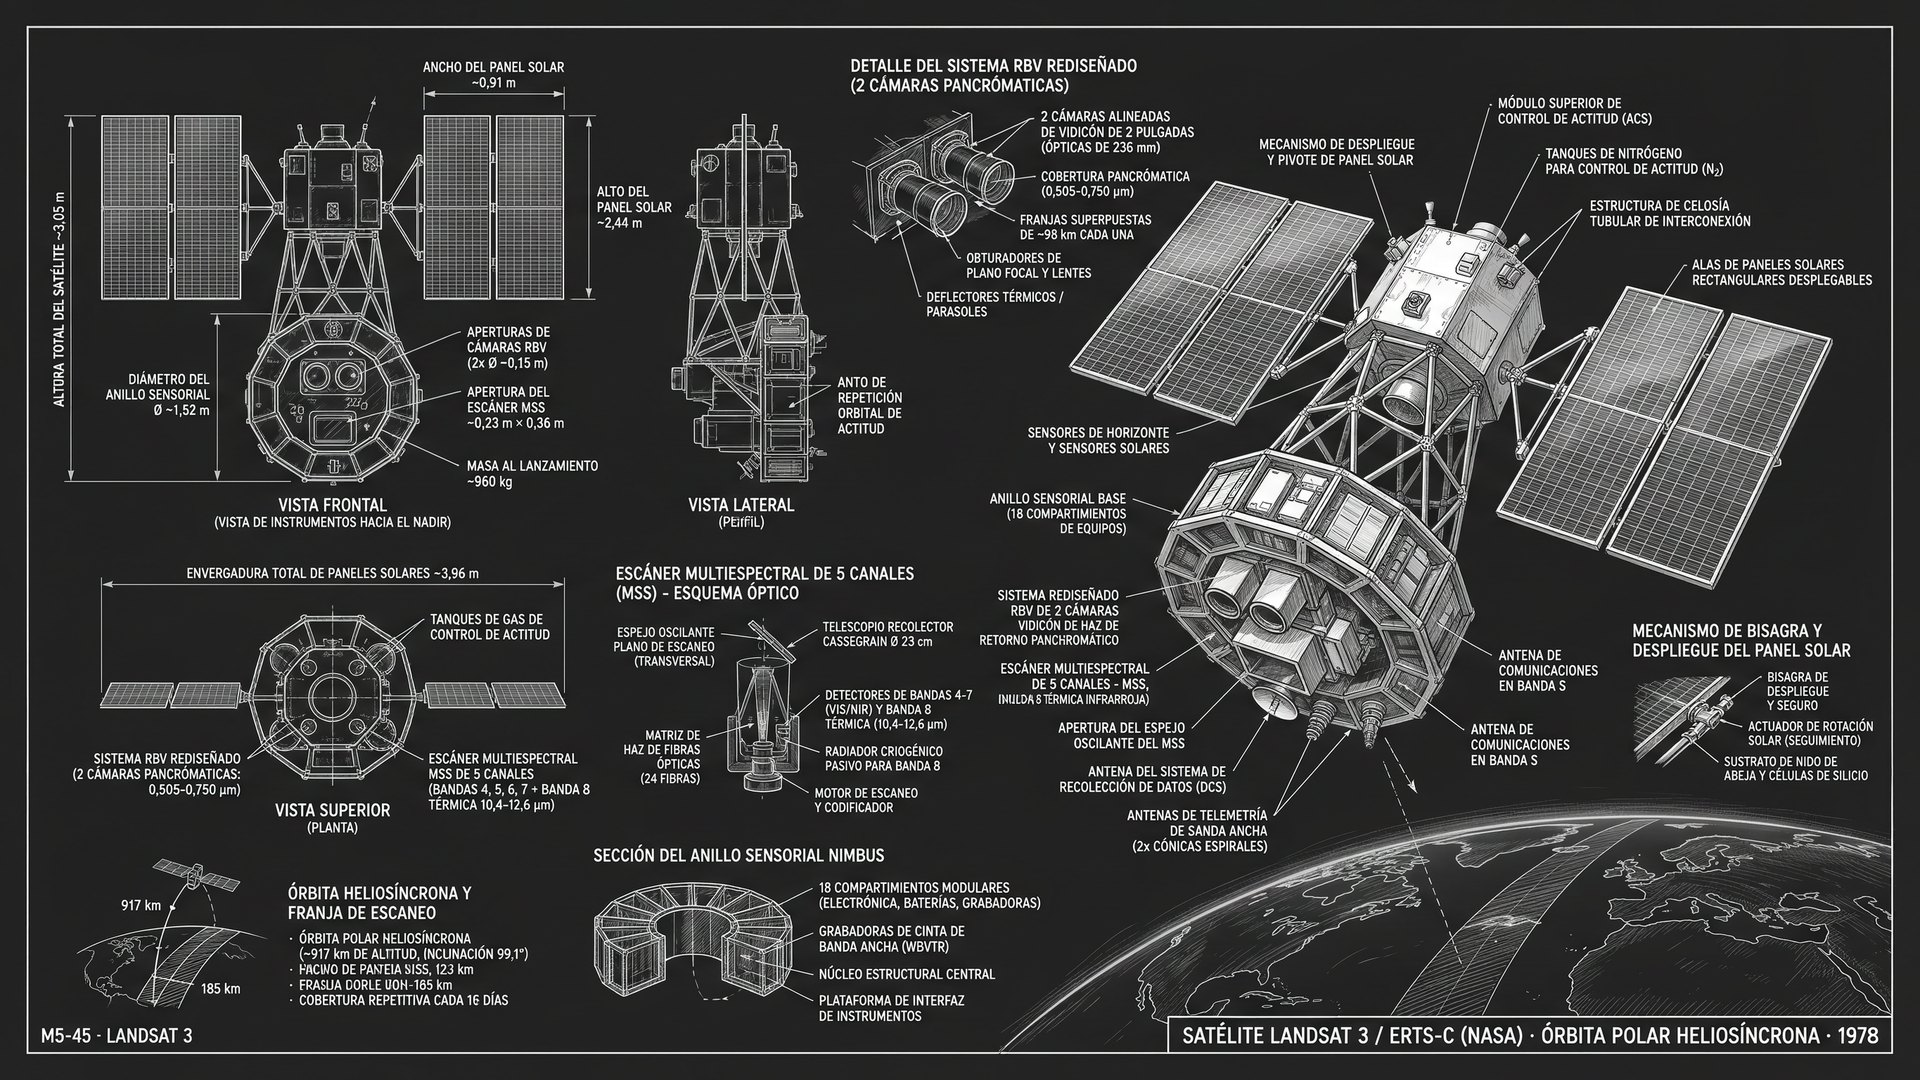 ANCHO DEL PANEL SOLAR
~0,91 m
ALTURA TOTAL DEL SATÉLITE ~3,05 m
ALTO DEL
PANEL SOLAR
~2,44 m
DIÁMETRO DEL
ANILLO SENSORIAL
Ø ~1,52 m
APERTURAS DE
CÁMARAS RBV
(2x Ø ~0,15 m)
APERTURA DEL
ESCÁNER MSS
~0,23 m × 0,36 m
MASA AL LANZAMIENTO
~960 kg
VISTA FRONTAL
(VISTA DE INSTRUMENTOS HACIA EL NADIR)
ANTO DE
REPETICIÓN
ORBITAL DE
ACTITUD
VISTA LATERAL
DETALLE DEL SISTEMA RBV REDISEÑADO
(2 CÁMARAS PANCRÓMATICAS)
2 CÁMARAS ALINEADAS
DE VIDICÓN DE 2 PULGADAS
(ÓPTICAS DE 236 mm)
COBERTURA PANCRÓMATICA
(0,505-0,750 µm)
FRANJAS SUPERPUESTAS
DE ~98 km CADA UNA
OBTURADORES DE
PLANO FOCAL Y LENTES
DEFLECTORES TÉRMICOS /
PARASOLES
MECANISMO DE DESPLIEGUE
Y PIVOTE DE PANEL SOLAR
MÓDULO SUPERIOR DE
CONTROL DE ACTITUD (ACS)
TANQUES DE NITRÓGENO
PARA CONTROL DE ACTITUD (N₂)
ESTRUCTURA DE CELOSÍA
TUBULAR DE INTERCONEXIÓN
ALAS DE PANELES SOLARES
RECTANGULARES DESPLEGABLES
SENSORES DE HORIZONTE
Y SENSORES SOLARES
ANILLO SENSORIAL BASE
(18 COMPARTIMIENTOS
DE EQUIPOS)
SISTEMA REDISEÑADO
RBV DE 2 CÁMARAS
VIDICÓN DE HAZ DE
RETORNO PANCHROMÁTICO
ESCÁNER MULTIESPECTRAL
DE 5 CANALES - MSS,
8 TÉRMICA INFRARROJA)
APERTURA DEL ESPEJO
OSCILANTE DEL MSS
ANTENA DEL SISTEMA DE
RECOLECCIÓN DE DATOS (DCS)
ANTENAS DE TELEMETRÍA
DE SANDA ANCHA
(2x CÓNICAS ESPIRALES)
ANTENA DE
COMUNICACIONES
EN BANDA S
ANTENA DE
COMUNICACIONES
EN BANDA S
MECANISMO DE BISAGRA Y
DESPLIEGUE DEL PANEL SOLAR
BISAGRA DE
DESPLIEGUE
Y SEGURO
ACTUADOR DE ROTACIÓN
SOLAR (SEGUIMIENTO)
SUSTRATO DE NIDO DE
ABEJA Y CÉLULAS DE SILICIO
ENVERGADURA TOTAL DE PANELES SOLARES ~3,96 m
TANQUES DE GAS DE
CONTROL DE ACTITUD
SISTEMA RBV REDISEÑADO
(2 CÁMARAS PANCRÓMATICAS:
0,505-0,750 µm)
ESCÁNER MULTIESPECTRAL
MSS DE 5 CANALES
(BANDAS 4, 5, 6, 7 + BANDA 8
TÉRMICA 10,4-12,6 µm)
VISTA SUPERIOR
(PLANTA)
ESCÁNER MULTIESPECTRAL DE 5 CANALES
(MSS) - ESQUEMA ÓPTICO
ESPEJO OSCILANTE
PLANO DE ESCANEO
(TRANSVERSAL)
TELESCOPIO RECOLECTOR
CASSEGRAIN Ø 23 cm
DETECTORES DE BANDAS 4-7
(VIS/NIR) Y BANDA 8
TÉRMICA (10,4-12,6 µm)
MATRIZ DE
HAZ DE FIBRAS
ÓPTICAS
(24 FIBRAS)
RADIADOR CRIOGÉNICO
PASIVO PARA BANDA 8
MOTOR DE ESCANEO
Y CODIFICADOR
SECCIÓN DEL ANILLO SENSORIAL NIMBUS
18 COMPARTIMIENTOS MODULARES
(ELECTRÓNICA, BATERÍAS, GRABADORAS)
GRABADORAS DE CINTA DE
BANDA ANCHA (WBVTR)
NÚCLEO ESTRUCTURAL CENTRAL
PLATAFORMA DE INTERFAZ
DE INSTRUMENTOS
917 km
185 km
ÓRBITA HELIOSÍNCRONA Y
FRANJA DE ESCANEO
· ÓRBITA POLAR HELIOSÍNCRONA
(~917 km DE ALTITUD, (INCUNACIÓN 99,1°)
· DE 123 km
· km
· COBERTURA REPETITIVA CADA 16 DÍAS
M5-45 - LANDSAT 3
SATÉLITE LANDSAT 3 / ERTS-C (NASA) · ÓRBITA POLAR HELIOSÍNCRONA · 1978